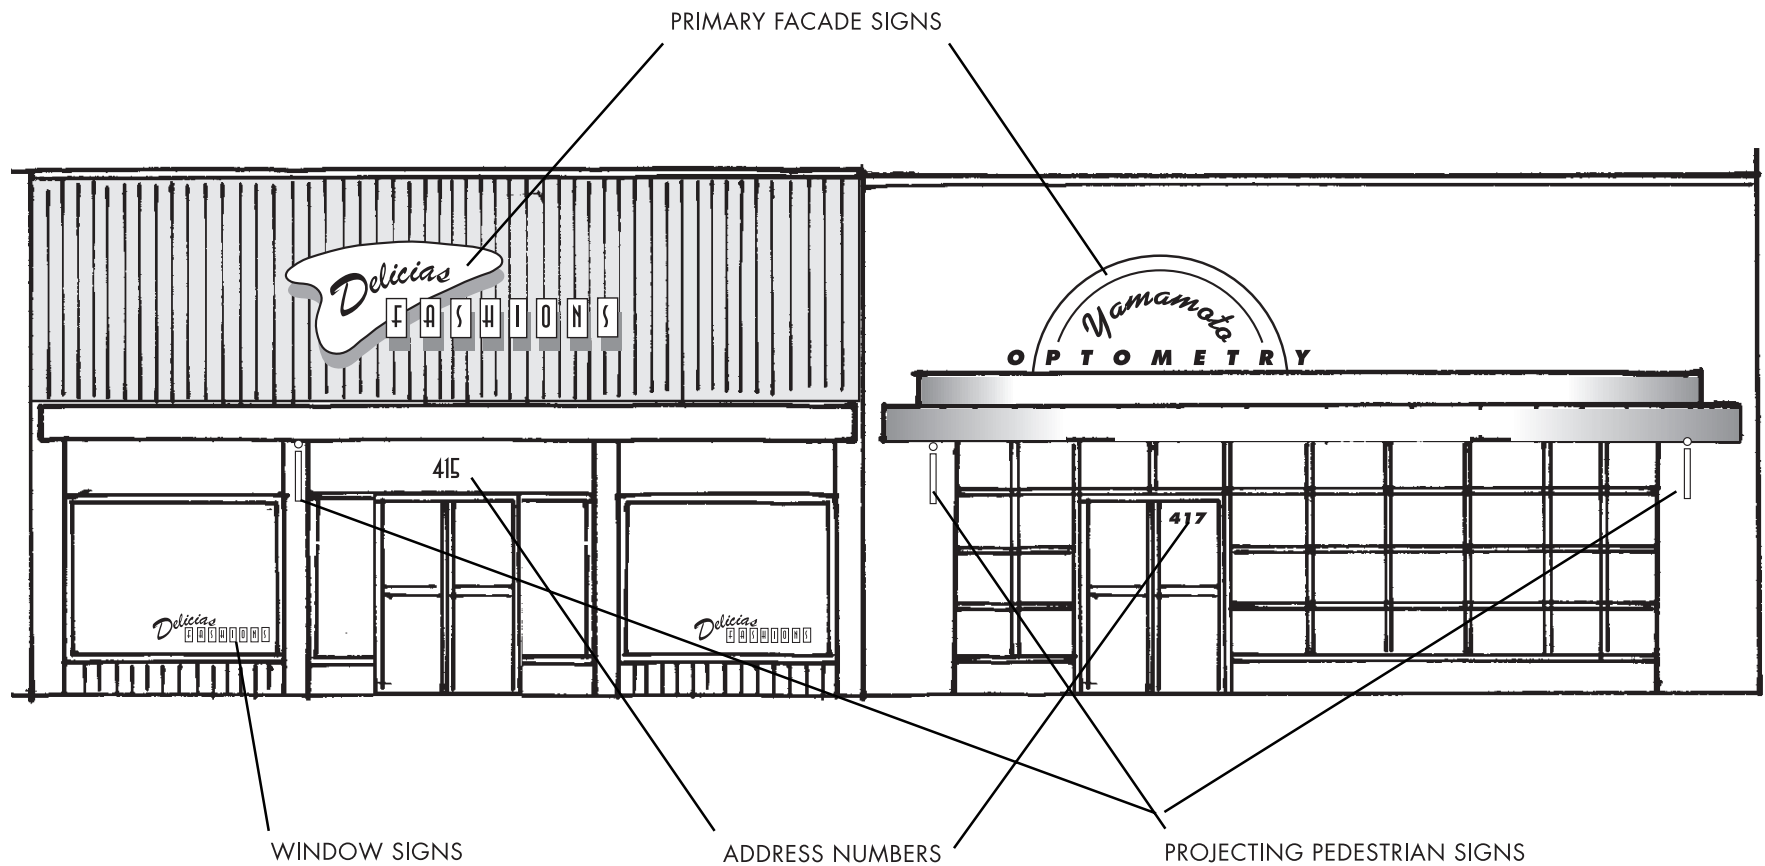 PRIMARY FACADE SIGNS
Delicias
FASHIONS
Yamamoto
OPTOMETRY
415
417
Delicias
FASHIONS
Delicias
FASHIONS
WINDOW SIGNS
ADDRESS NUMBERS
PROJECTING PEDESTRIAN SIGNS